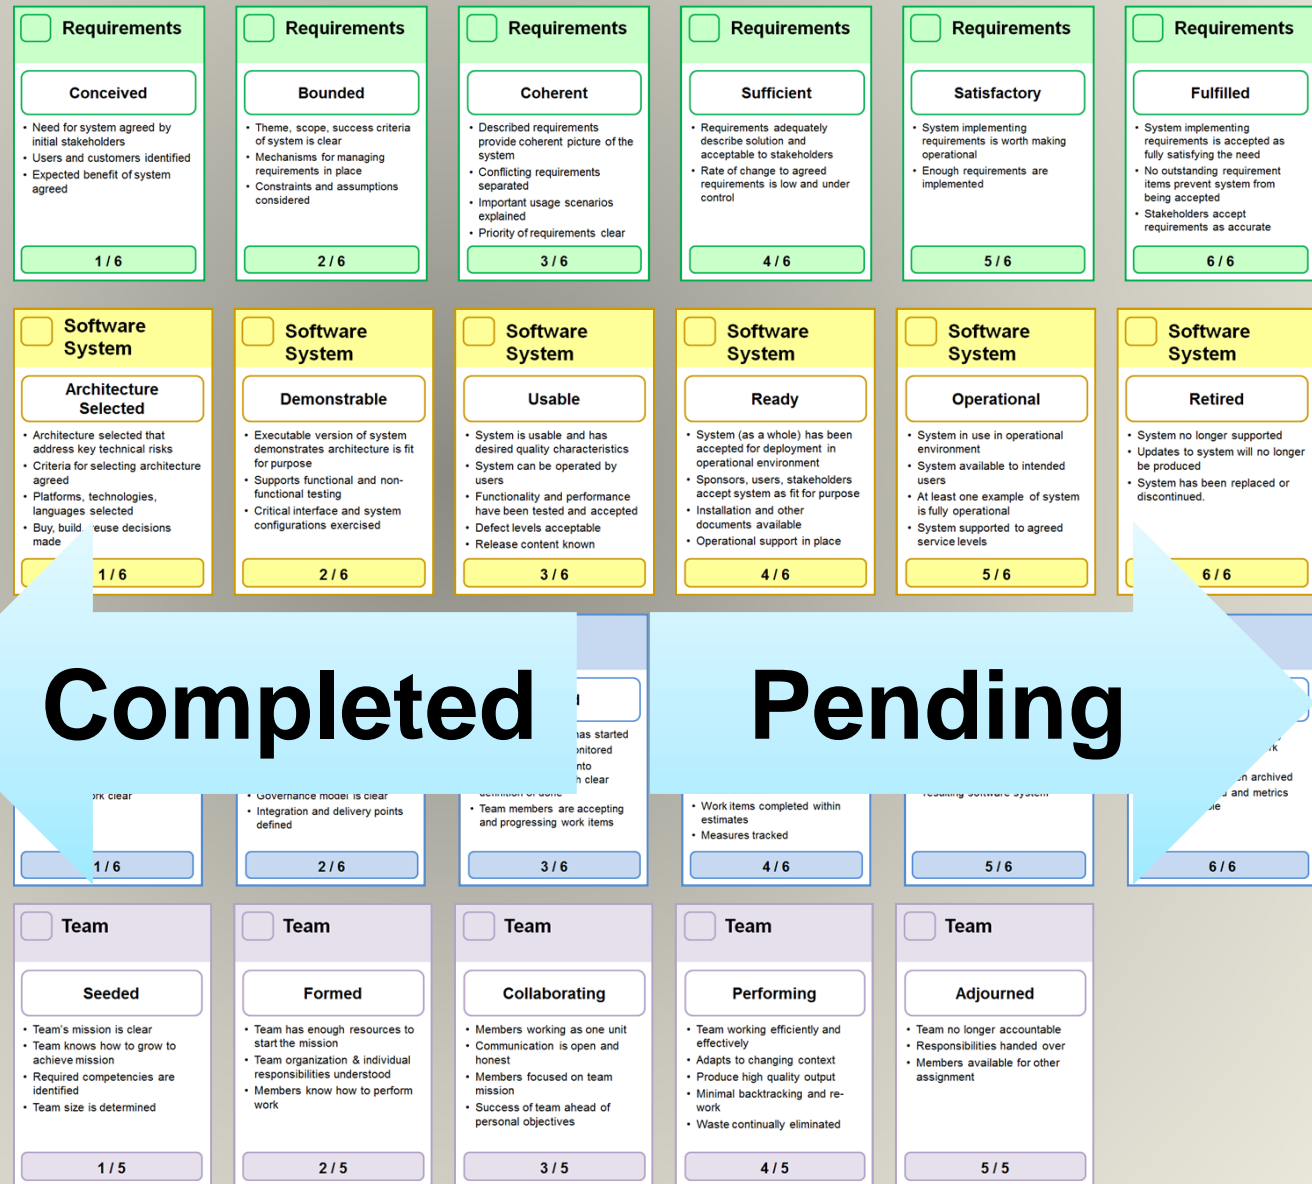 Requirements
Conceived
• Need for system agreed by
initial stakeholders
• Users and customers identified
• Expected benefit of system
agreed
1 / 6
Requirements
Bounded
• Theme, scope, success criteria
of system is clear
• Mechanisms for managing
requirements in place
• Constraints and assumptions
considered
2 / 6
Requirements
Coherent
• Described requirements
provide coherent picture of the
system
• Conflicting requirements
separated
• Important usage scenarios
explained
• Priority of requirements clear
3 / 6
Requirements
Sufficient
• Requirements adequately
describe solution and
acceptable to stakeholders
• Rate of change to agreed
requirements is low and under
control
4 / 6
Requirements
Satisfactory
• System implementing
requirements is worth making
operational
• Enough requirements are
implemented
5 / 6
Requirements
Fulfilled
• System implementing
requirements is accepted as
fully satisfying the need
• No outstanding requirement
items prevent system from
being accepted
• Stakeholders accept
requirements as accurate
6 / 6
Software
System
Architecture
Selected
• Architecture selected that
address key technical risks
• Criteria for selecting architecture
agreed
• Platforms, technologies,
languages selected
• Buy, build, reuse decisions
made
1 / 6
Software
System
Demonstrable
• Executable version of system
demonstrates architecture is fit
for purpose
• Supports functional and non-
functional testing
• Critical interface and system
configurations exercised
2 / 6
Software
System
Usable
• System is usable and has
desired quality characteristics
• System can be operated by
users
• Functionality and performance
have been tested and accepted
• Defect levels acceptable
• Release content known
3 / 6
Software
System
Ready
• System (as a whole) has been
accepted for deployment in
operational environment
• Sponsors, users, stakeholders
accept system as fit for purpose
• Installation and other
documents available
• Operational support in place
4 / 6
Software
System
Operational
• System in use in operational
environment
• System available to intended
users
• At least one example of system
is fully operational
• System supported to agreed
service levels
5 / 6
Software
System
Retired
• System no longer supported
• Updates to system will no longer
be produced
• System has been replaced or
discontinued.
6 / 6
Completed
Pending
clear
1 / 6
• Governance model is clear
• Integration and delivery points
defined
2 / 6
has started
clear
definition of done
• Team members are accepting
and progressing work items
3 / 6
• Work items completed within
estimates
• Measures tracked
4 / 6
resulting software system
5 / 6
archived
and metrics
6 / 6
Team
Seeded
• Team's mission is clear
• Team knows how to grow to
achieve mission
• Required competencies are
identified
• Team size is determined
1 / 5
Team
Formed
• Team has enough resources to
start the mission
• Team organization & individual
responsibilities understood
• Members know how to perform
work
2 / 5
Team
Collaborating
• Members working as one unit
• Communication is open and
honest
• Members focused on team
mission
• Success of team ahead of
personal objectives
3 / 5
Team
Performing
• Team working efficiently and
effectively
• Adapts to changing context
• Produce high quality output
• Minimal backtracking and re-
work
• Waste continually eliminated
4 / 5
Team
Adjourned
• Team no longer accountable
• Responsibilities handed over
• Members available for other
assignment
5 / 5